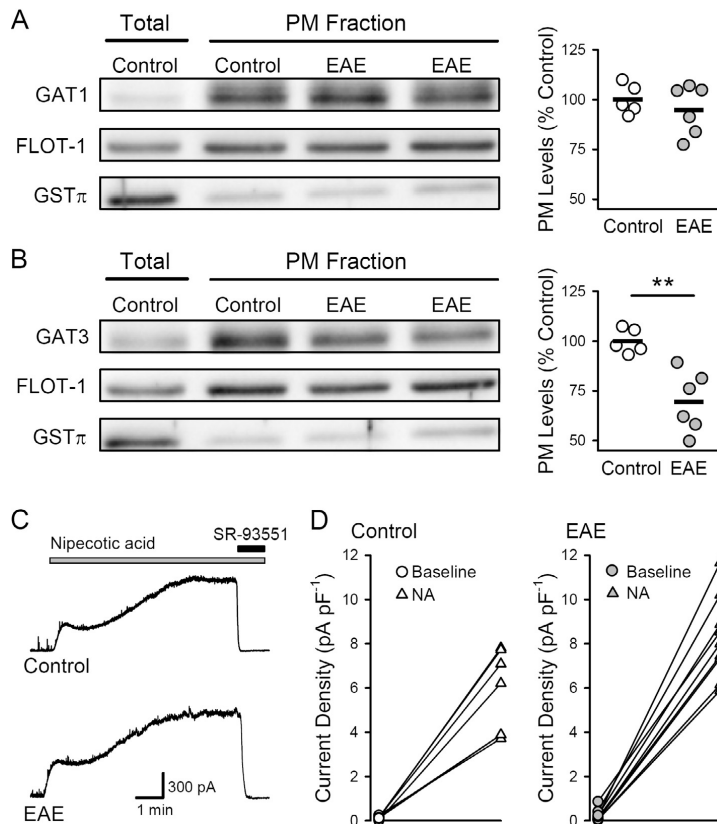 A
Total
PM Fraction
Control
Control
EAE
EAE
GAT1
FLOT-1
GSTπ
PM Levels (% Control)
125
100
75
50
Control
EAE
B
Total
PM Fraction
Control
Control
EAE
EAE
GAT3
FLOT-1
GSTπ
PM Levels (% Control)
125
100
75
50
**
Control
EAE
C
SR-93551
Nipecotic acid
Control
EAE
300 pA
1 min
D
Control
Current Density (pA pF⁻¹)
12
10
8
6
4
2
0
Baseline
NA
EAE
Current Density (pA pF⁻¹)
12
10
8
6
4
2
0
Baseline
NA